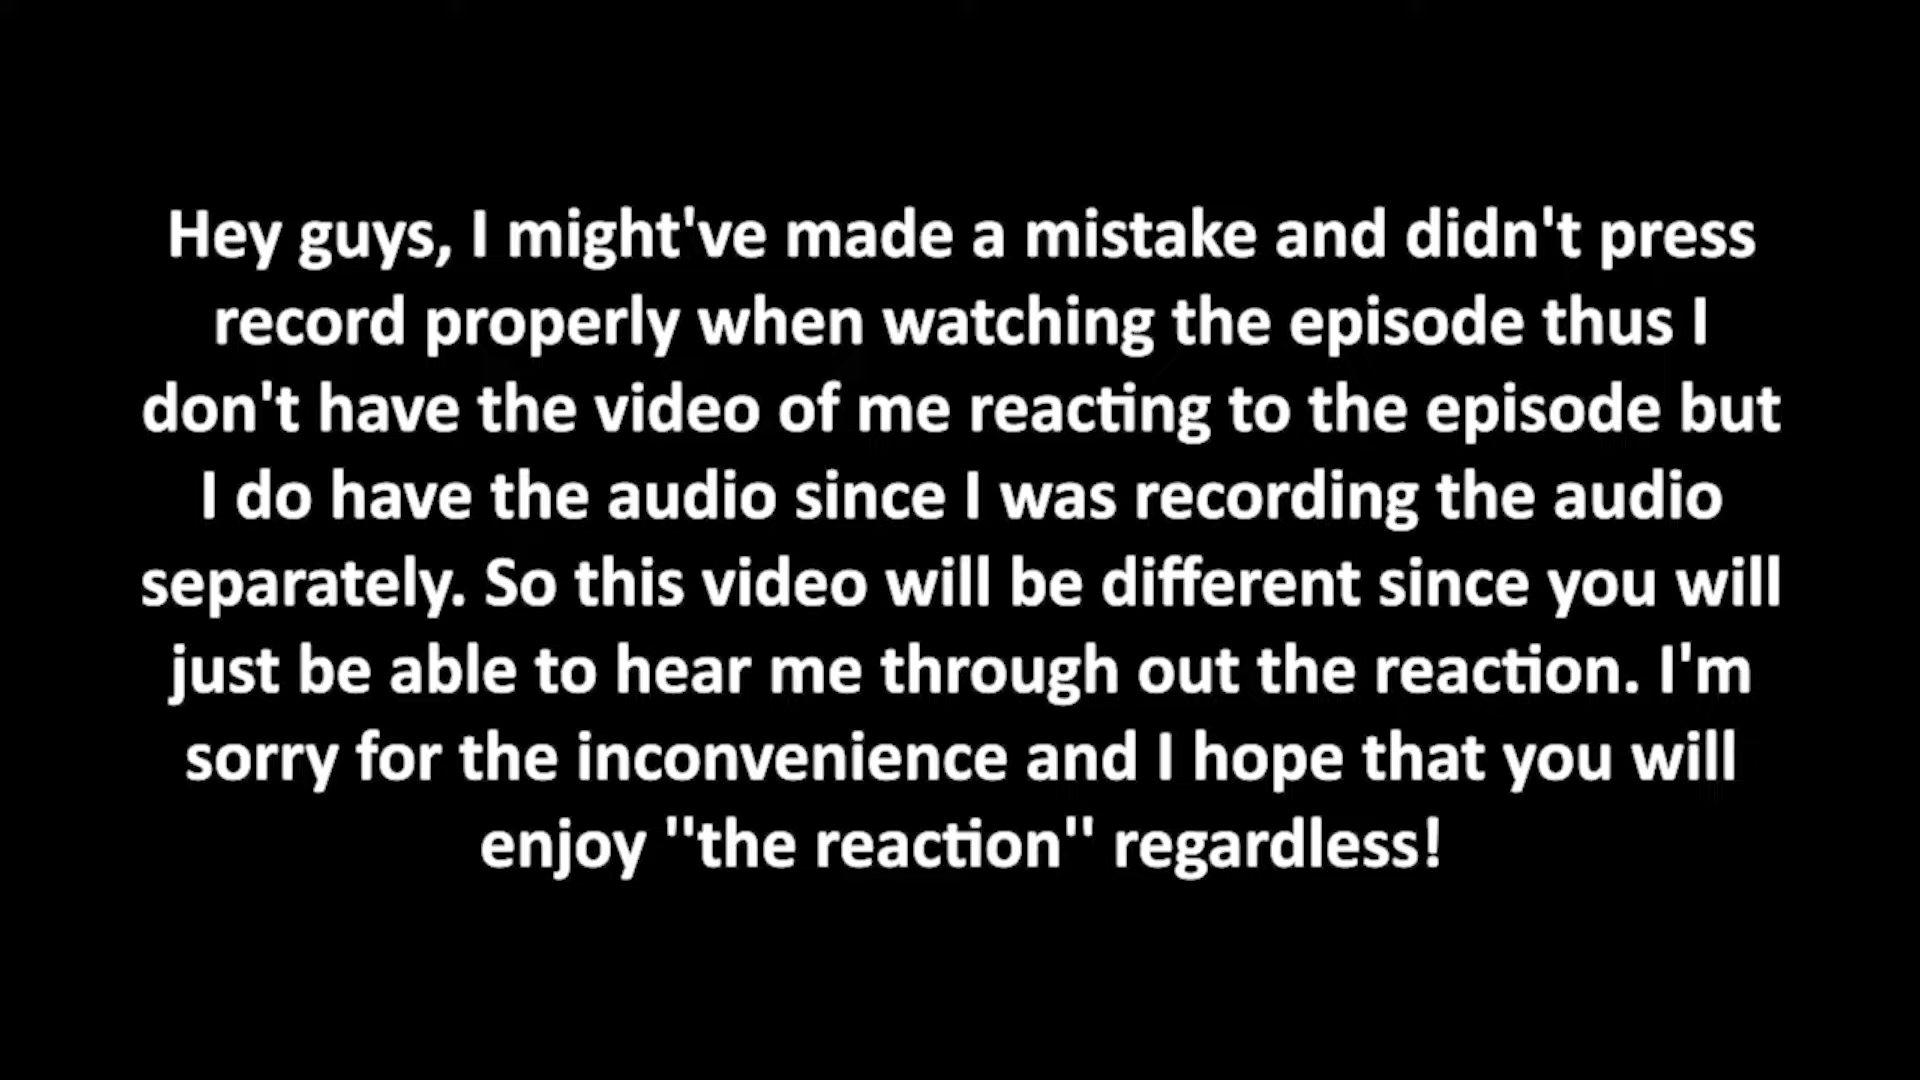 Hey guys, I might've made a mistake and didn't press
record properly when watching the episode thus I
don't have the video of me reacting to the episode but
I do have the audio since I was recording the audio
separately. So this video will be different since you will
just be able to hear me through out the reaction. I'm
sorry for the inconvenience and I hope that you will
enjoy ''the reaction'' regardless!